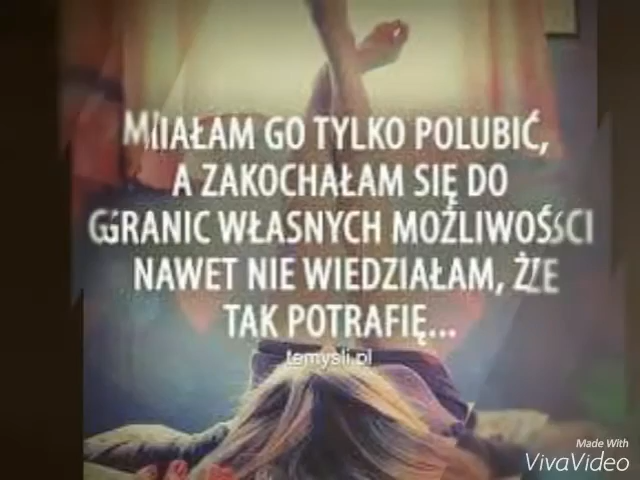 MIAŁAM GO TYLKO POLUBIĆ,
A ZAKOCHAŁAM SIĘ DO
GRANIC WŁASNYCH MOŻLIWOŚCI
NAWET NIE WIEDZIAŁAM, ŻE
TAK POTRAFIĘ...
temysli.pl
Made With
VivaVideo